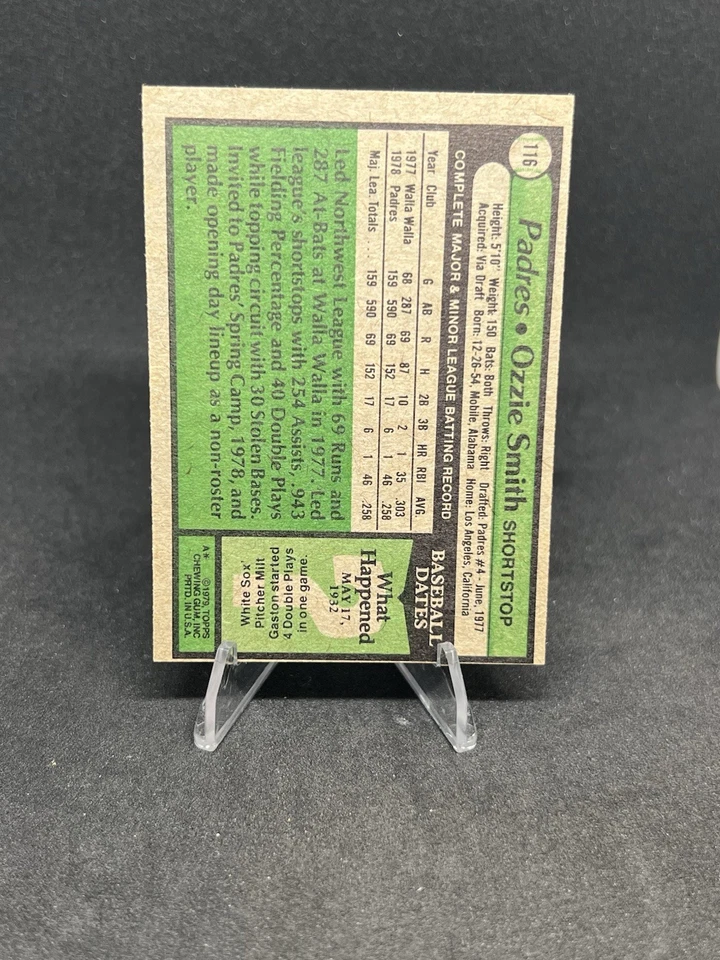 116
Padres • Ozzie Smith SHORTSTOP
Height: 5'10" Weight: 150 Bats: Both Throws: Right Drafted: Padres #4 - June, 1977
Acquired: Via Draft Born: 12-26-54, Mobile, Alabama Home: Los Angeles, California
COMPLETE MAJOR & MINOR LEAGUE BATTING RECORD
Year Club G AB R H 2B 3B HR RBI AVG.
1977 Walla Walla 68 287 69 87 10 2 1 35 .303
1978 Padres 159 590 69 152 17 6 1 46 .258
Maj. Lea. Totals .... 159 590 69 152 17 6 1 46 .258
Led Northwest League with 69 Runs and
287 At-Bats at Walla Walla in 1977. Led
league's shortstops with 254 Assists, .943
Fielding Percentage and 40 Double Plays
while topping circuit with 30 Stolen Bases.
Invited to Padres' Spring Camp, 1978, and
made opening day lineup as a non-roster
player.
BASEBALL
DATES
What
Happened
MAY 17,
1932
?
White Sox'
Pitcher Milt
Gaston started
4 Double Plays
in one game.
A* ©1979, TOPPS
CHEWING GUM, INC
PRTD. IN U.S.A.